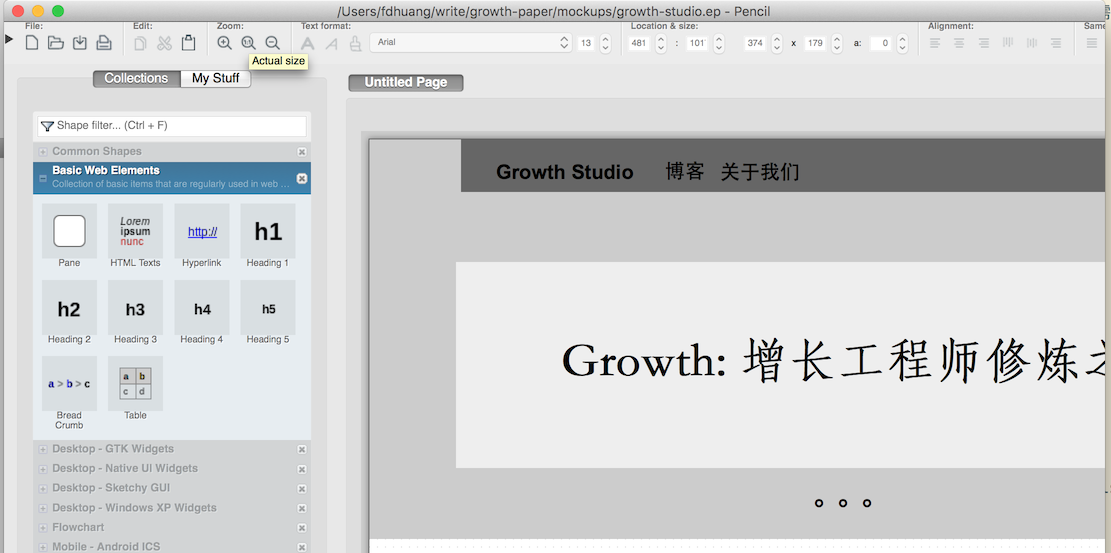 /Users/fdhuang/write/growth-paper/mockups/growth-studio.ep - Pencil
File: Edit: Zoom: Text format: Location & size: Alignment: Same
Arial 13 481 : 101 374 x 179 a: 0
Actual size
Collections My Stuff Untitled Page
Shape filter... (Ctrl + F)
Common Shapes
Basic Web Elements
Collection of basic items that are regularly used in web ...
Lorem
ipsum
nunc
http://
h1
Pane HTML Texts Hyperlink Heading 1
h2 h3 h4 h5
Heading 2 Heading 3 Heading 4 Heading 5
a > b > c
a b
c d
Bread
Crumb
Table
Desktop - GTK Widgets
Desktop - Native UI Widgets
Desktop - Sketchy GUI
Desktop - Windows XP Widgets
Flowchart
Mobile - Android ICS
Growth Studio 博客 关于我们
Growth: 增长工程师修炼